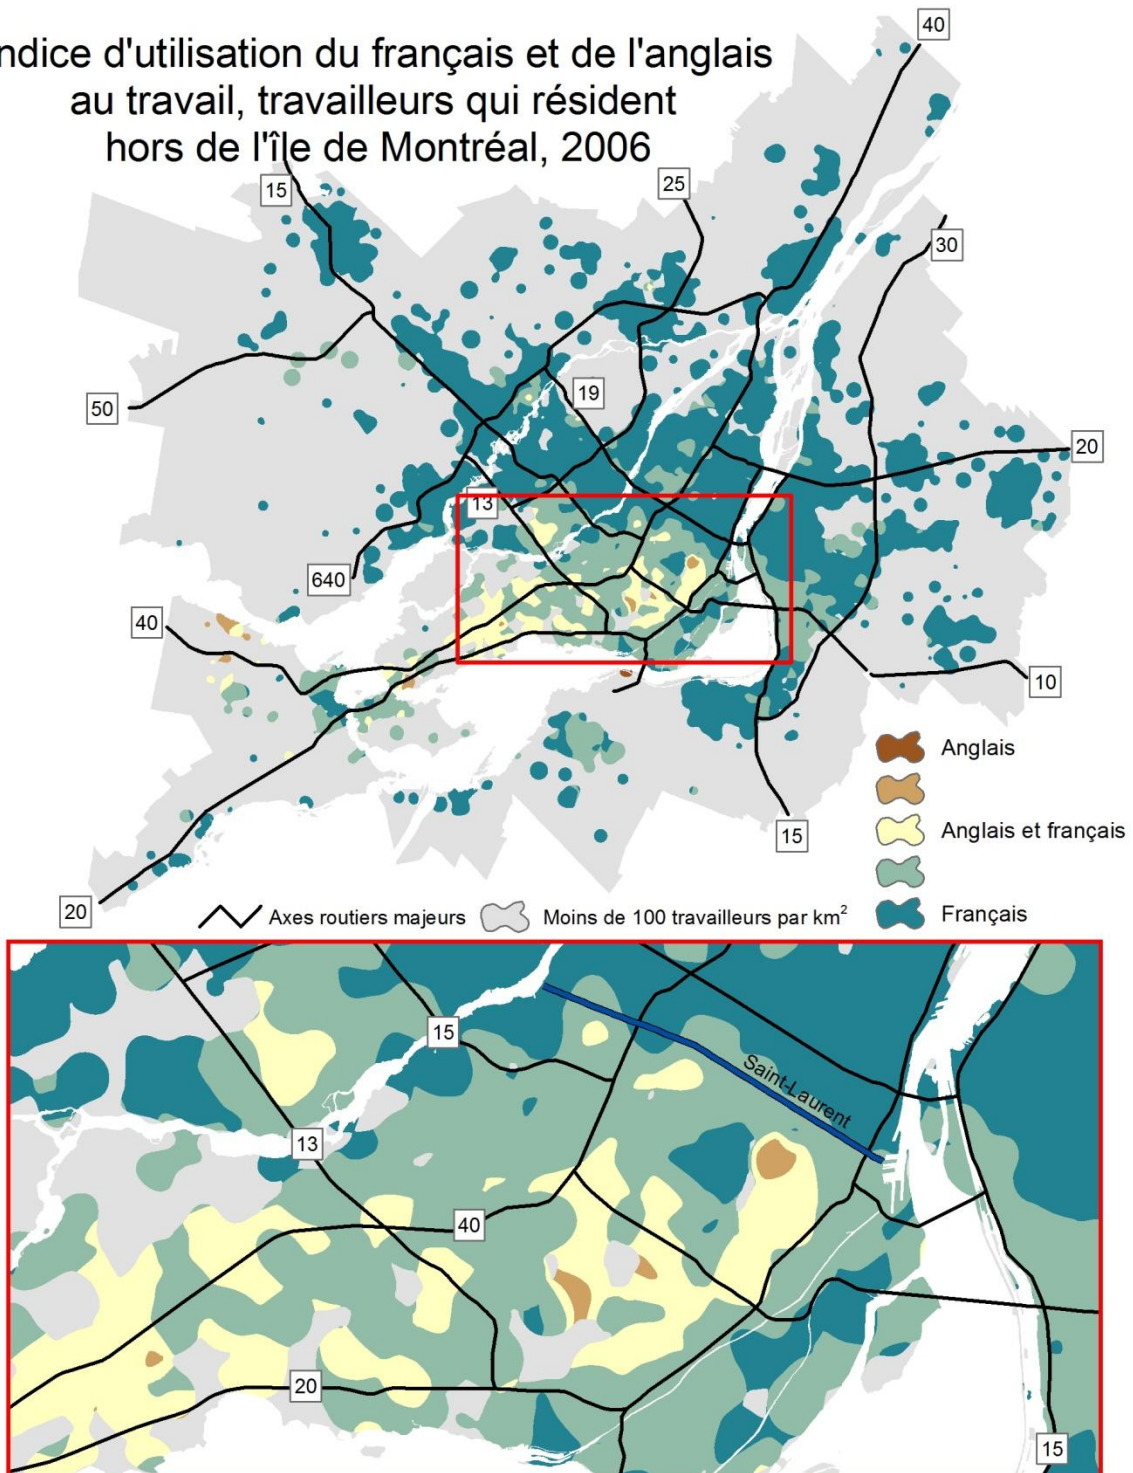 ndice d'utilisation du français et de l'anglais
au travail, travailleurs qui résident
hors de l'île de Montréal, 2006
40
15
25
30
50
19
20
13
640
40
10
15
20
Anglais
Anglais et français
Français
Axes routiers majeurs
Moins de 100 travailleurs par km²
15
Saint-Laurent
13
40
20
15